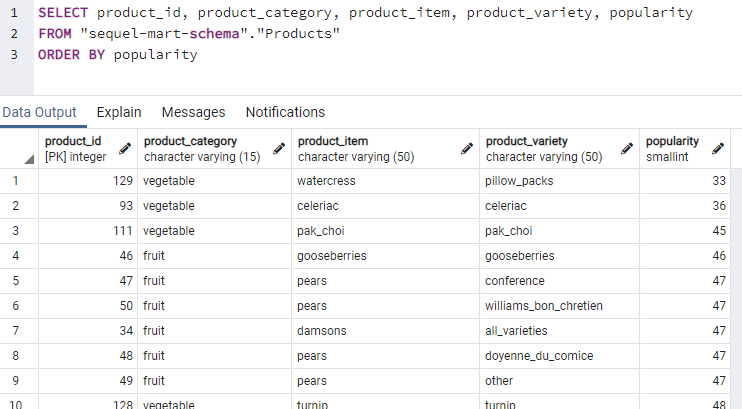 1 SELECT product_id, product_category, product_item, product_variety, popularity
2 FROM "sequel-mart-schema"."Products"
3 ORDER BY popularity
Data Output Explain Messages Notifications
product_id product_category product_item product_variety popularity
[PK] integer character varying (15) character varying (50) character varying (50) smallint
1 129 vegetable watercress pillow_packs 33
2 93 vegetable celeriac celeriac 36
3 111 vegetable pak_choi pak_choi 45
4 46 fruit gooseberries gooseberries 46
5 47 fruit pears conference 47
6 50 fruit pears williams_bon_chretien 47
7 34 fruit damsons all_varieties 47
8 48 fruit pears doyenne_du_comice 47
9 49 fruit pears other 47
10 128 vegetable turnip turnip 48